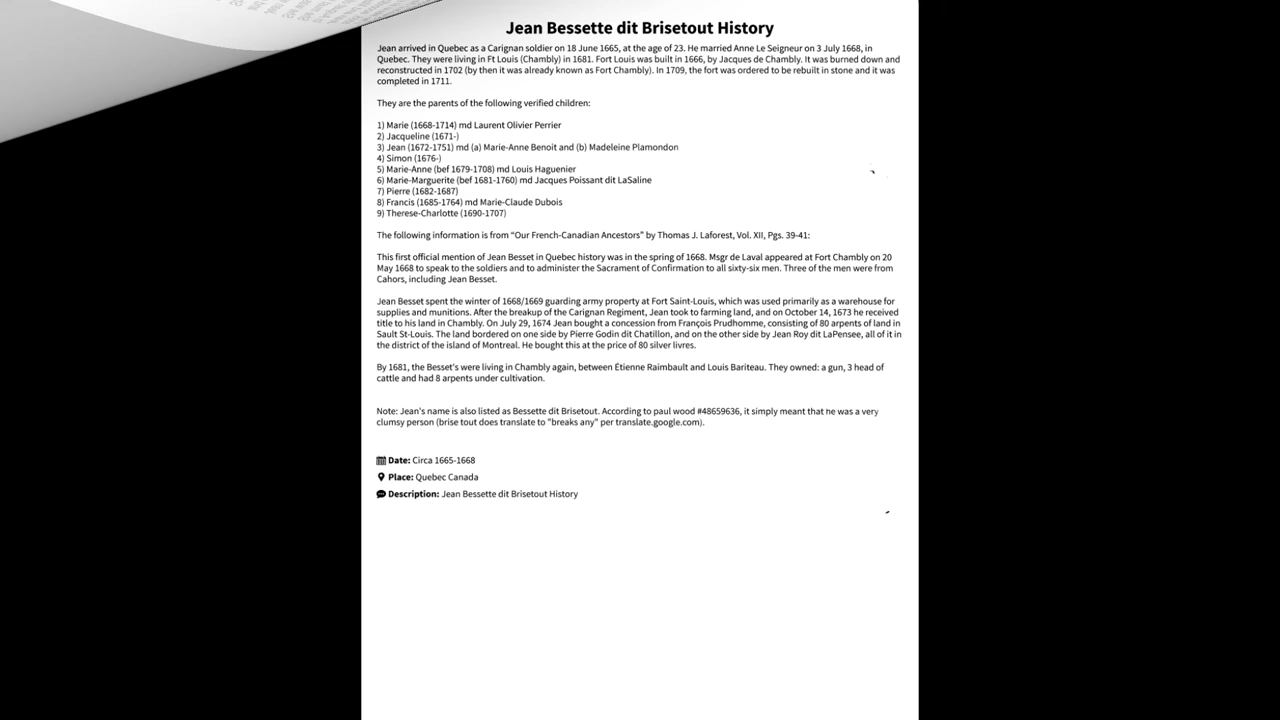 Jean Bessette dit Brisetout History
Jean arrived in Quebec as a Carignan soldier on 18 June 1665, at the age of 23. He married Anne Le Seigneur on 3 July 1668, in
Quebec. They were living in Ft Louis (Chambly) in 1681. Fort Louis was built in 1666, by Jacques de Chambly. It was burned down and
reconstructed in 1702 (by then it was already known as Fort Chambly). In 1709, the fort was ordered to be rebuilt in stone and it was
completed in 1711.
They are the parents of the following verified children:
1) Marie (1668-1714) md Laurent Olivier Perrier
2) Jacqueline (1671-)
3) Jean (1672-1751) md (a) Marie-Anne Benoit and (b) Madeleine Plamondon
4) Simon (1676-)
5) Marie-Anne (bef 1679-1708) md Louis Haguenier
6) Marie-Marguerite (bef 1681-1760) md Jacques Poissant dit LaSaline
7) Pierre (1682-1687)
8) Francis (1685-1764) md Marie-Claude Dubois
9) Therese-Charlotte (1690-1707)
The following information is from “Our French-Canadian Ancestors” by Thomas J. Laforest, Vol. XII, Pgs. 39-41:
This first official mention of Jean Besset in Quebec history was in the spring of 1668. Msgr de Laval appeared at Fort Chambly on 20
May 1668 to speak to the soldiers and to administer the Sacrament of Confirmation to all sixty-six men. Three of the men were from
Cahors, including Jean Besset.
Jean Besset spent the winter of 1668/1669 guarding army property at Fort Saint-Louis, which was used primarily as a warehouse for
supplies and munitions. After the breakup of the Carignan Regiment, Jean took to farming land, and on October 14, 1673 he received
title to his land in Chambly. On July 29, 1674 Jean bought a concession from François Prudhomme, consisting of 80 arpents of land in
Sault St-Louis. The land bordered on one side by Pierre Godin dit Chatillon, and on the other side by Jean Roy dit LaPensee, all of it in
the district of the island of Montreal. He bought this at the price of 80 silver livres.
By 1681, the Besset's were living in Chambly again, between Étienne Raimbault and Louis Bariteau. They owned: a gun, 3 head of
cattle and had 8 arpents under cultivation.
Note: Jean's name is also listed as Bessette dit Brisetout. According to paul wood #48659636, it simply meant that he was a very
clumsy person (brise tout does translate to "breaks any" per translate.google.com).
Date: Circa 1665-1668
Place: Quebec Canada
Description: Jean Bessette dit Brisetout History